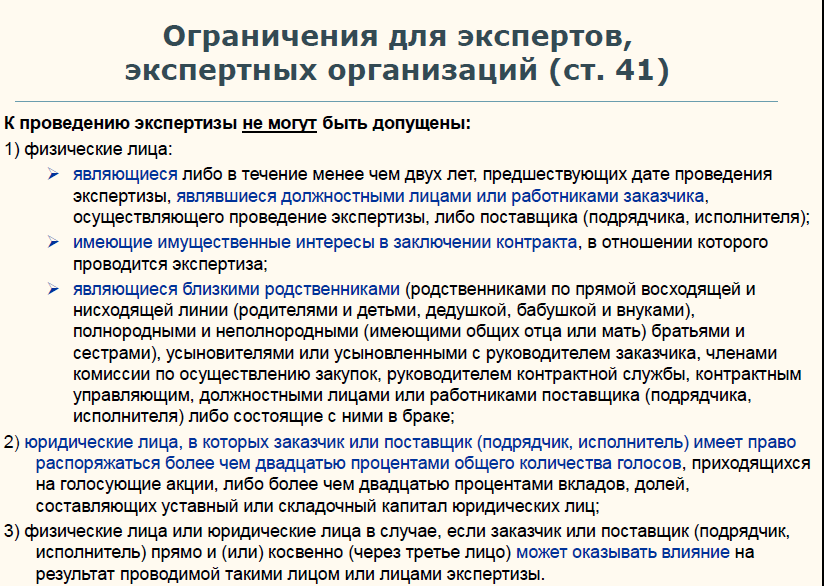 Ограничения для экспертов,
экспертных организаций (ст. 41)
К проведению экспертизы не могут быть допущены:
1) физические лица:
являющиеся либо в течение менее чем двух лет, предшествующих дате проведения
экспертизы, являвшиеся должностными лицами или работниками заказчика,
осуществляющего проведение экспертизы, либо поставщика (подрядчика, исполнителя);
имеющие имущественные интересы в заключении контракта, в отношении которого
проводится экспертиза;
являющиеся близкими родственниками (родственниками по прямой восходящей и
нисходящей линии (родителями и детьми, дедушкой, бабушкой и внуками),
полнородными и неполнородными (имеющими общих отца или мать) братьями и
сестрами), усыновителями или усыновленными с руководителем заказчика, членами
комиссии по осуществлению закупок, руководителем контрактной службы, контрактным
управляющим, должностными лицами или работниками поставщика (подрядчика,
исполнителя) либо состоящие с ними в браке;
2) юридические лица, в которых заказчик или поставщик (подрядчик, исполнитель) имеет право
распоряжаться более чем двадцатью процентами общего количества голосов, приходящихся
на голосующие акции, либо более чем двадцатью процентами вкладов, долей,
составляющих уставный или складочный капитал юридических лиц;
3) физические лица или юридические лица в случае, если заказчик или поставщик (подрядчик,
исполнитель) прямо и (или) косвенно (через третье лицо) может оказывать влияние на
результат проводимой такими лицом или лицами экспертизы.